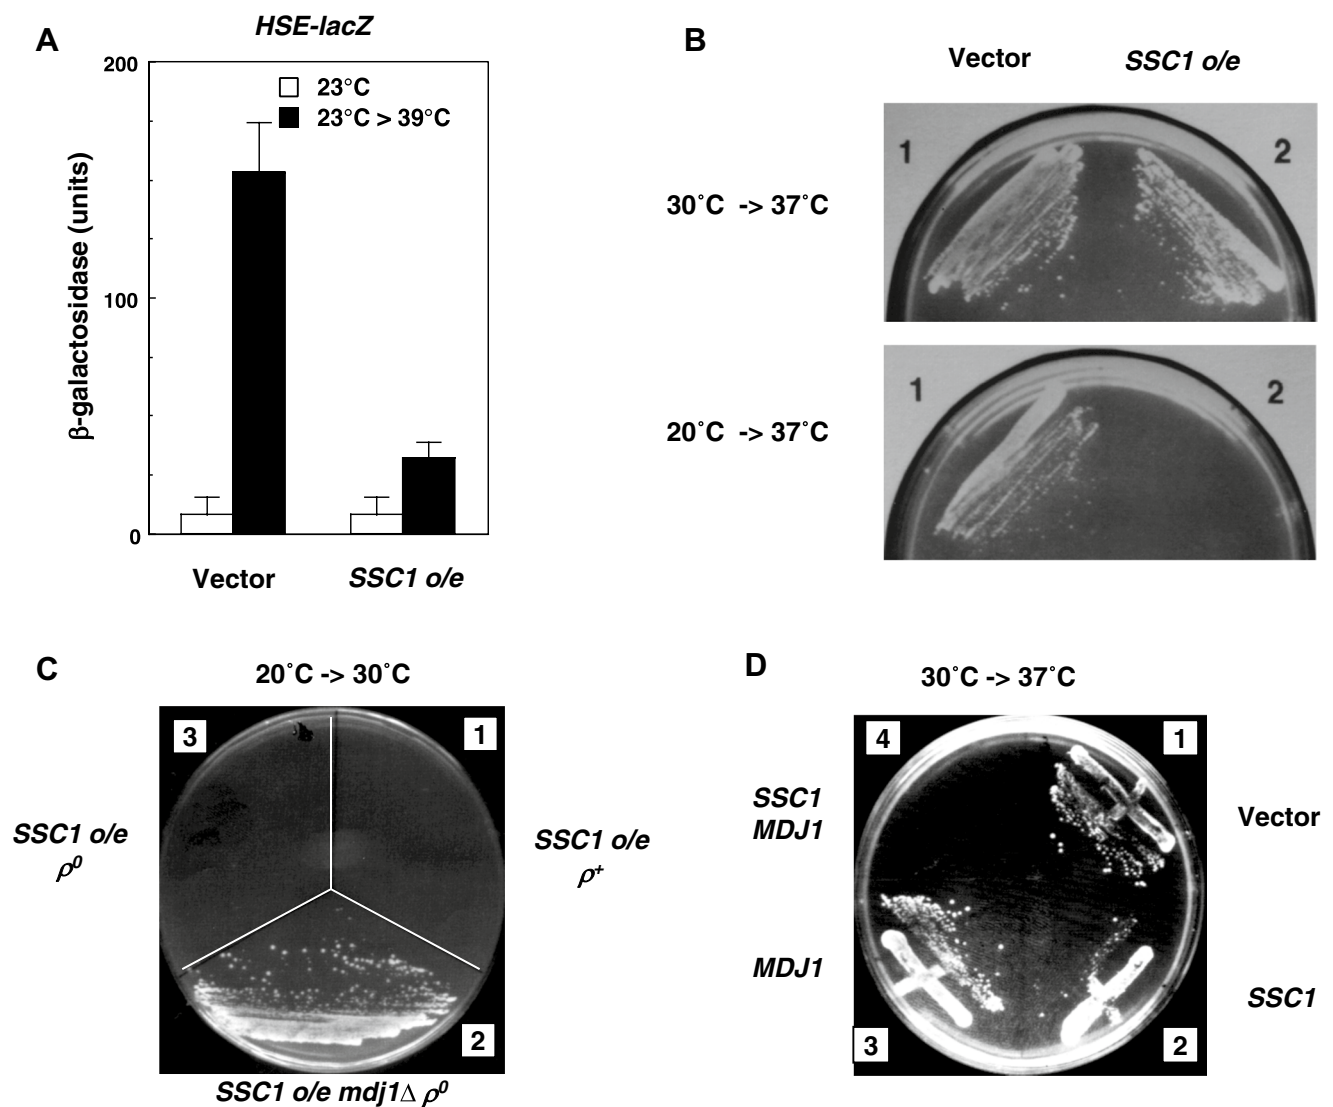 A
HSE-lacZ
200
100
0
β-galactosidase (units)
23°C
23°C > 39°C
Vector
SSC1 o/e
B
Vector
SSC1 o/e
30˚C -> 37˚C
1
2
20˚C -> 37˚C
1
2
C
20˚C -> 30˚C
3
1
SSC1 o/e
ρ⁰
SSC1 o/e
ρ⁺
2
SSC1 o/e mdj1Δ ρ⁰
D
30˚C -> 37˚C
4
1
SSC1
MDJ1
Vector
MDJ1
SSC1
3
2